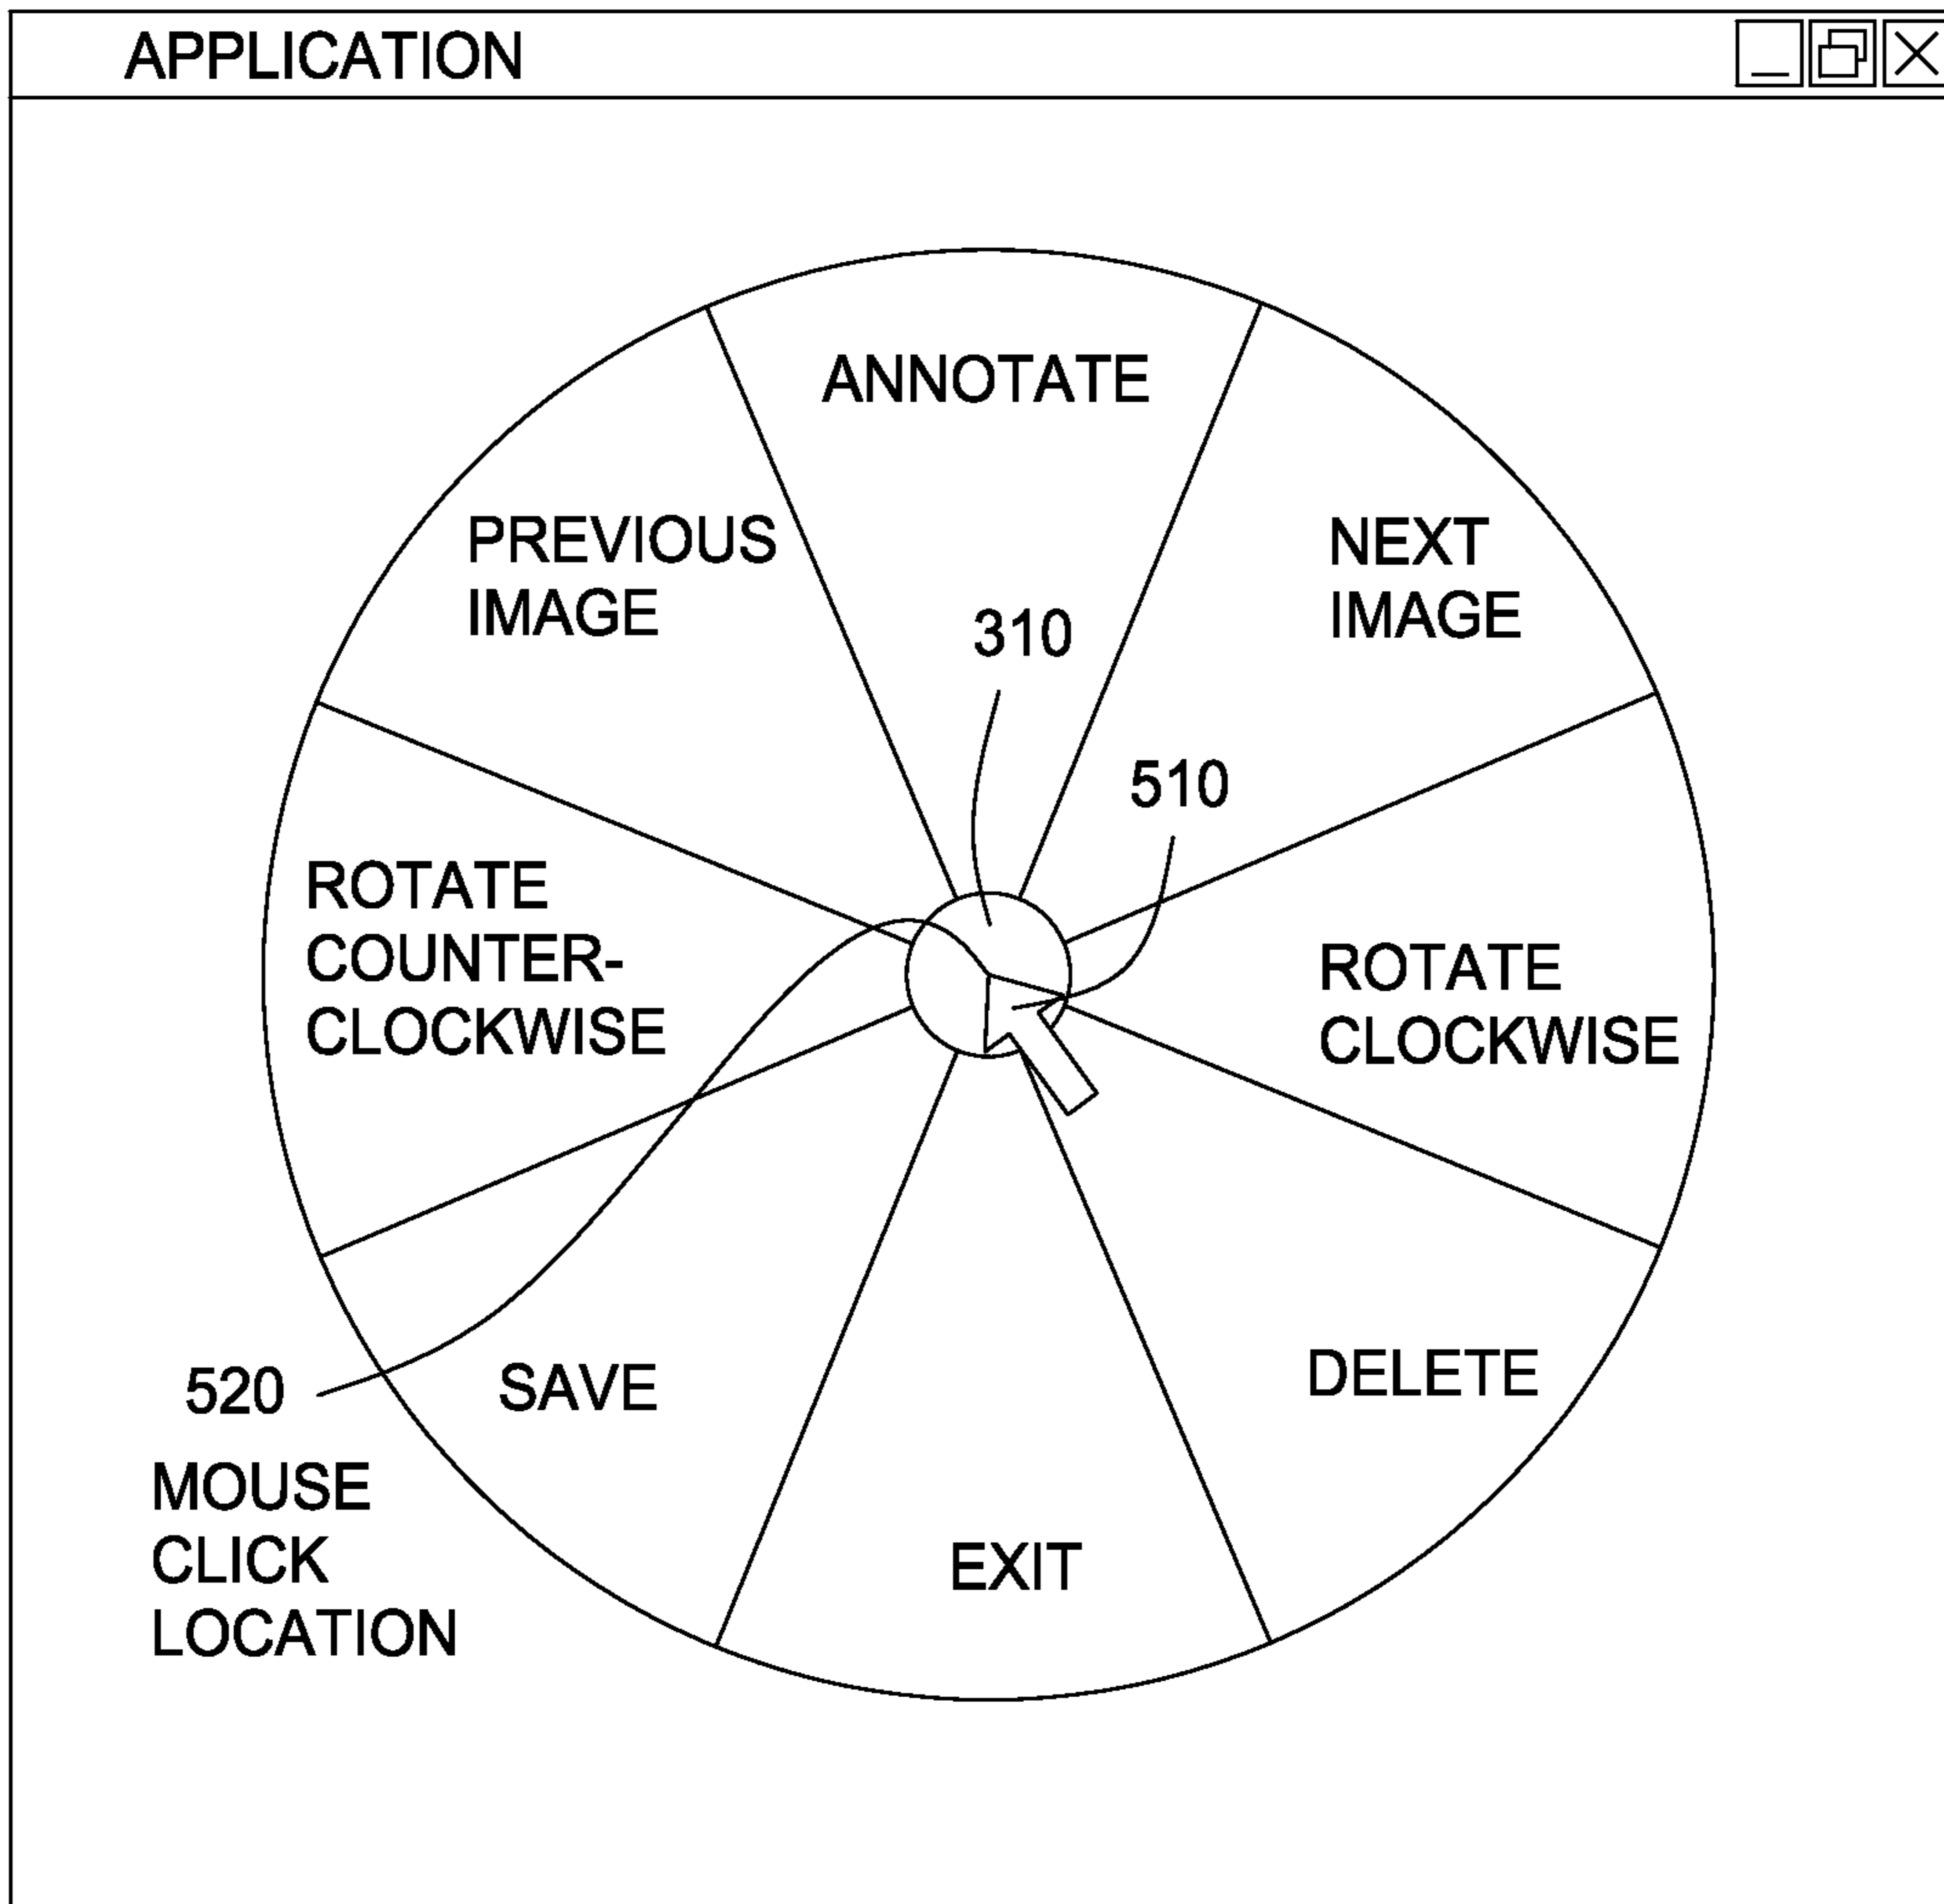 APPLICATION
ANNOTATE
PREVIOUS
IMAGE
NEXT
IMAGE
310
510
ROTATE
COUNTER-
CLOCKWISE
ROTATE
CLOCKWISE
520
MOUSE
CLICK
LOCATION
SAVE
DELETE
EXIT